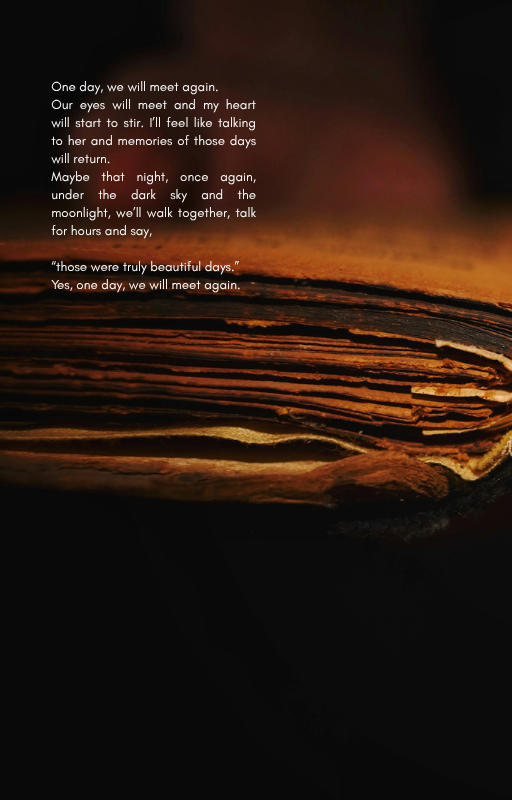 One day, we will meet again.
Our eyes will meet and my heart
will start to stir. I'll feel like talking
to her and memories of those days
will return.
Maybe that night, once again,
under the dark sky and the
moonlight, we'll walk together, talk
for hours and say,
“those were truly beautiful days.”
Yes, one day, we will meet again.